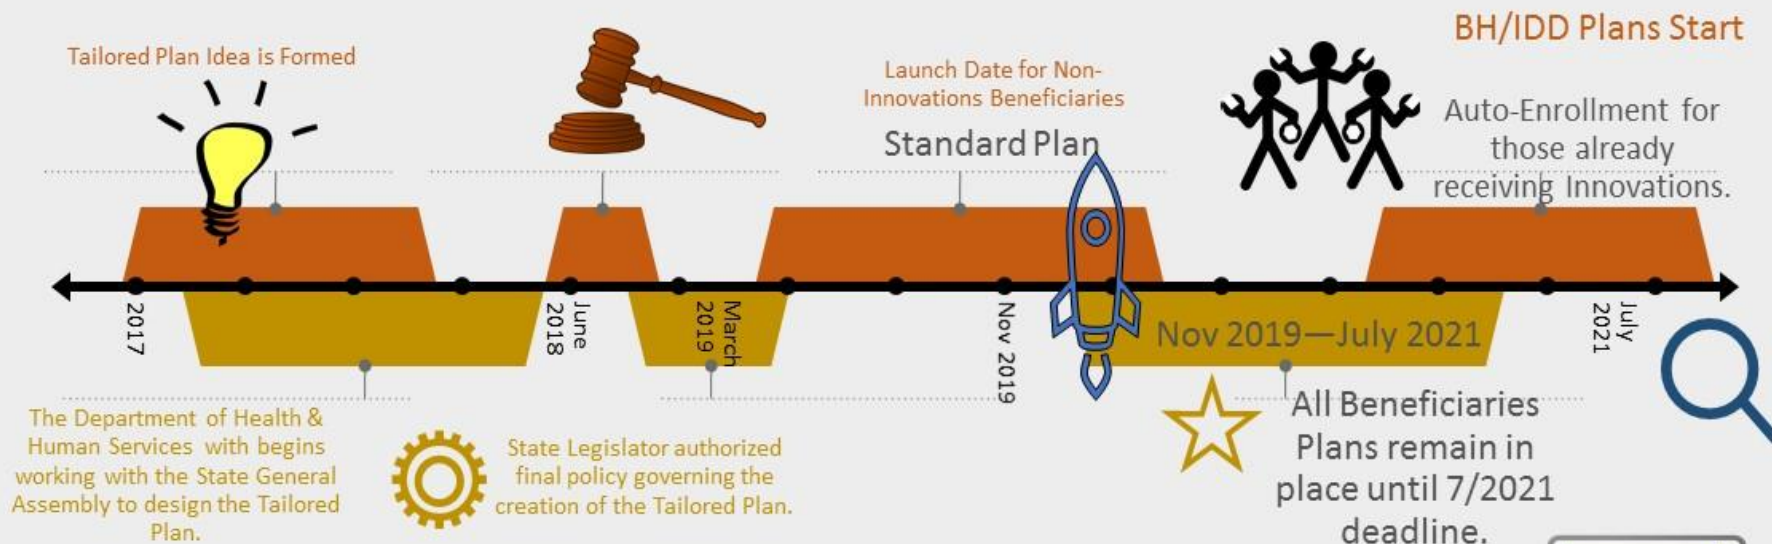 Tailored Plan Idea is Formed
Launch Date for Non-
Innovations Beneficiaries
Standard Plan
BH/IDD Plans Start
Auto-Enrollment for
those already
receiving Innovations.
2017
June
2018
March
2019
Nov 2019
Nov 2019—July 2021
July
2021
The Department of Health &
Human Services with begins
working with the State General
Assembly to design the Tailored
Plan.
State Legislator authorized
final policy governing the
creation of the Tailored Plan.
All Beneficiaries
Plans remain in
place until 7/2021
deadline.